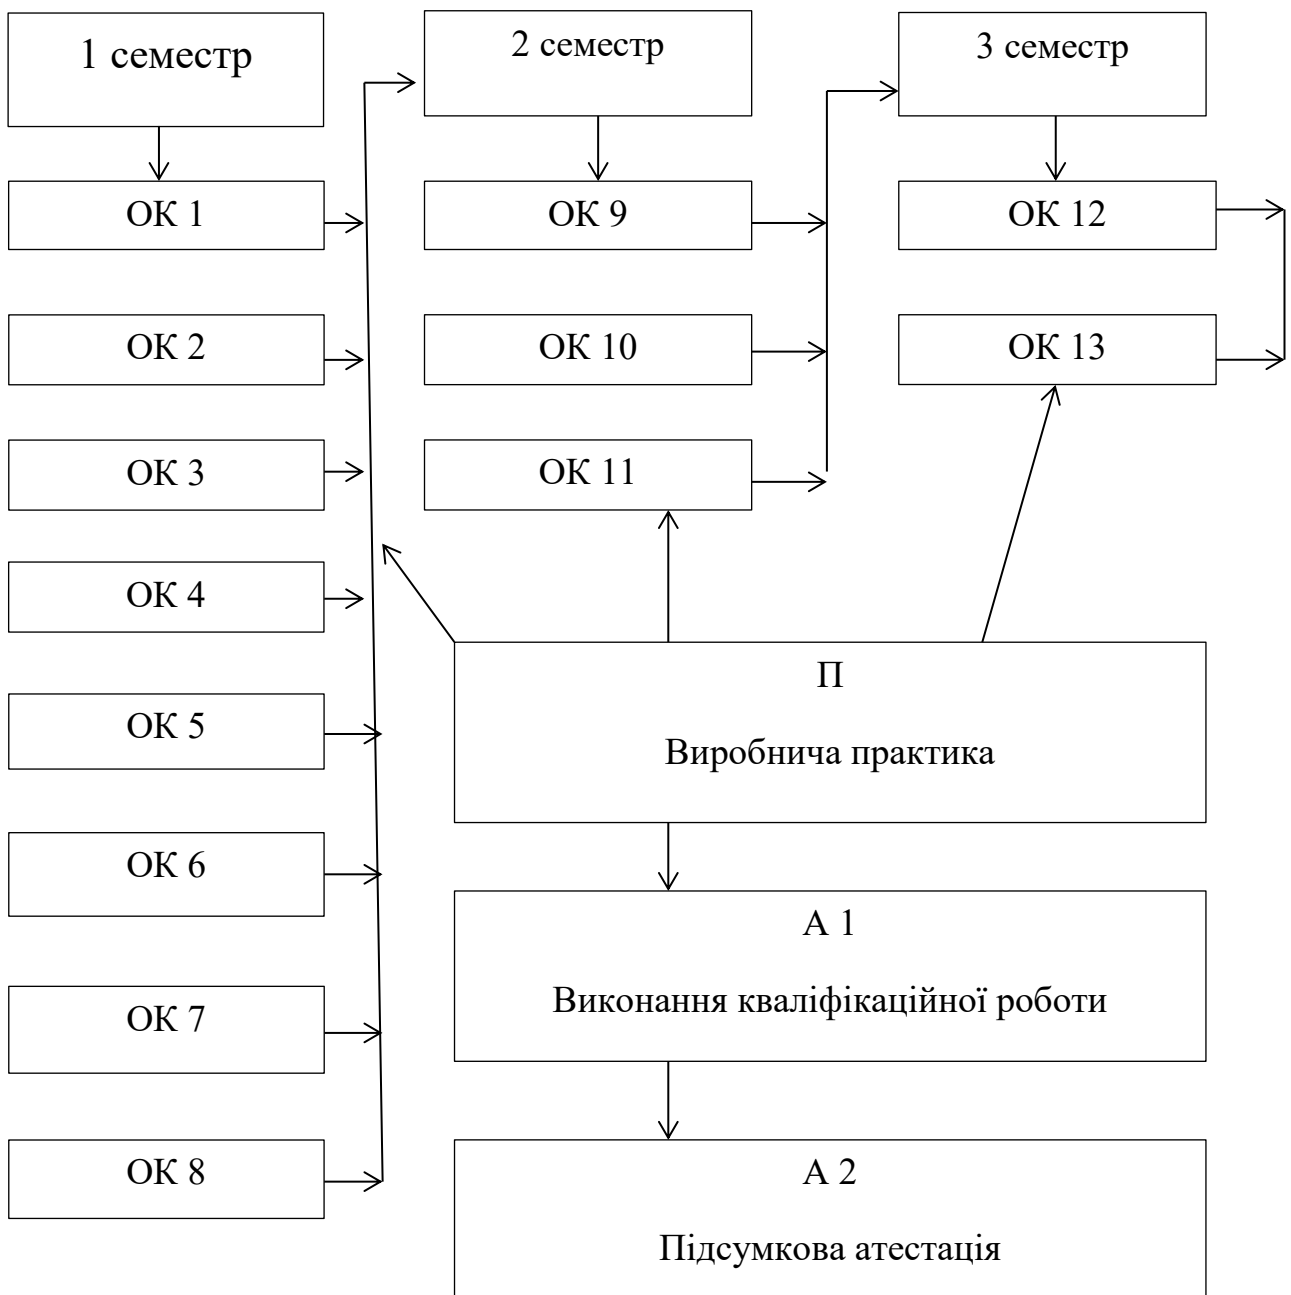 1 семестр
2 семестр
3 семестр
ОК 1
ОК 9
ОК 12
ОК 2
ОК 10
ОК 13
ОК 3
ОК 11
ОК 4
П
Виробнича практика
ОК 5
ОК 6
А 1
Виконання кваліфікаційної роботи
ОК 7
ОК 8
А 2
Підсумкова атестація